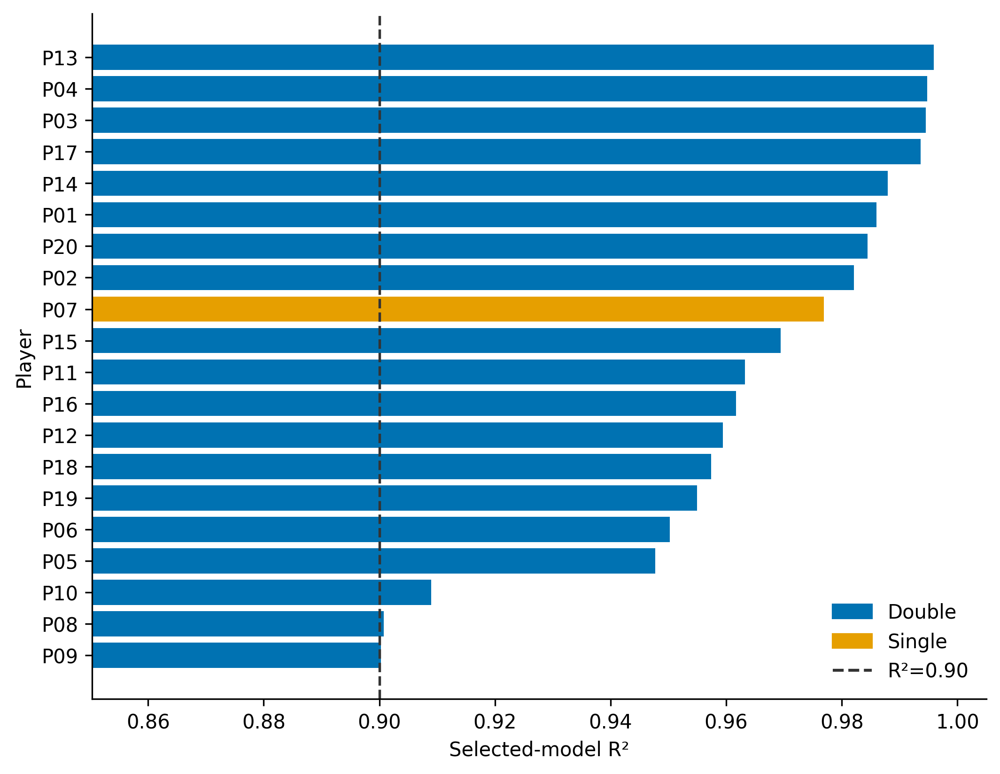 P13
P04
P03
P17
P14
P01
P20
P02
P07
P15
P11
P16
P12
P18
P19
P06
P05
P10
P08
P09
Player
0.86 0.88 0.90 0.92 0.94 0.96 0.98 1.00
Selected-model R²
Double
Single
R²=0.90